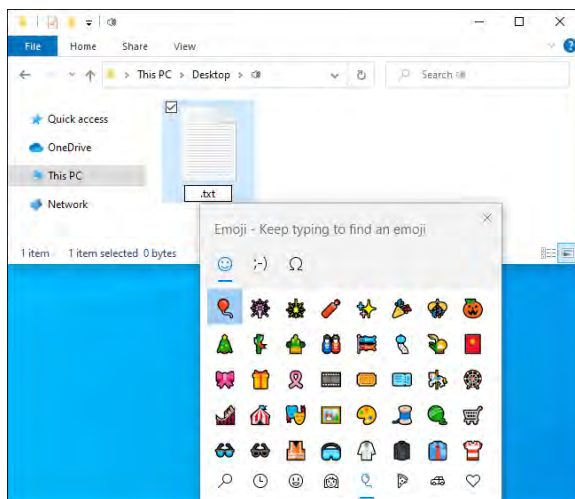 File Home Share View
This PC > Desktop >
Search
Quick access
OneDrive
This PC
Network
.txt
1 item 1 item selected 0 bytes
Emoji - Keep typing to find an emoji
;-) Ω